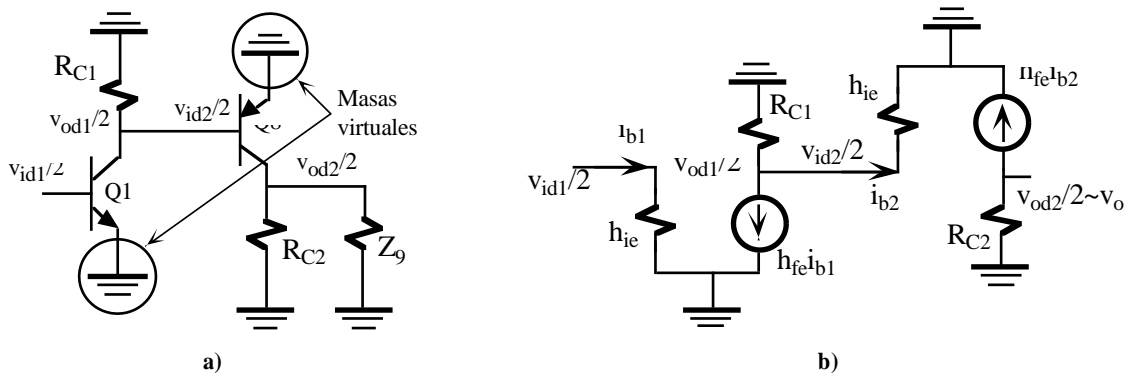 R_C1
v_od1/2
v_id2/2
Masas
virtuales
v_id1/2
Q1
v_od2/2
R_C2
Z_9
a)
h_ie
h_fe i_b2
R_C1
i_b1
v_id1/2
v_od1/2
v_id2/2
i_b2
h_ie
h_fe i_b1
v_od2/2~v_o
R_C2
b)